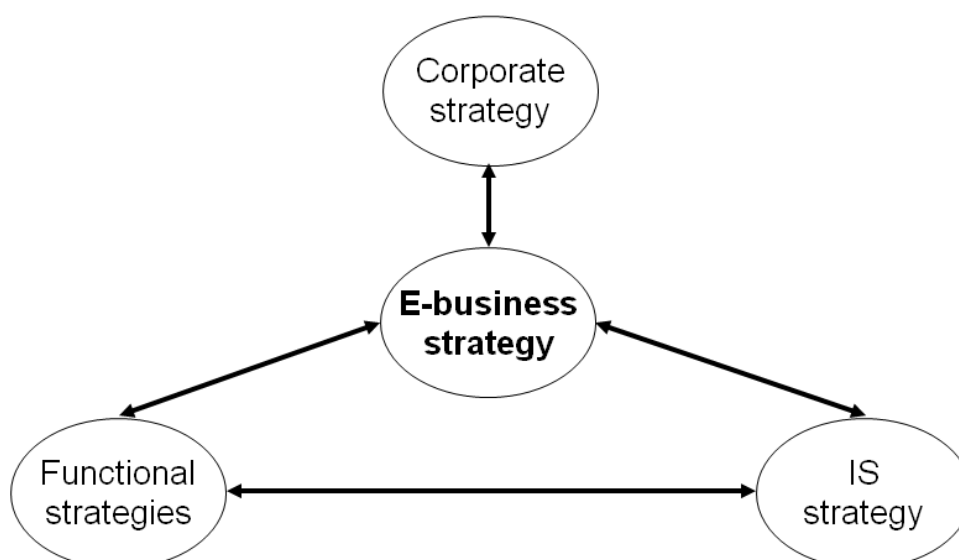 Corporate
strategy
E-business
strategy
Functional
strategies
IS
strategy